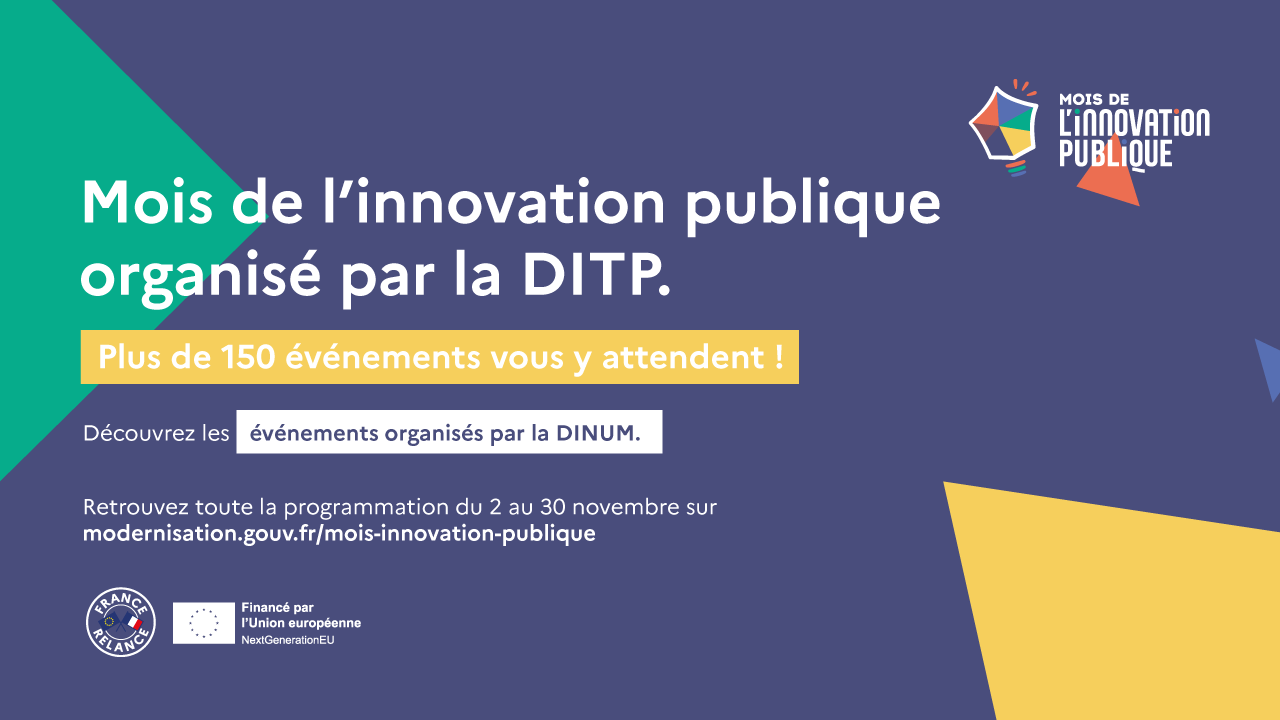 MOIS DE
L'INNOVATION
PUBLIQUE
Mois de l’innovation publique
organisé par la DITP.
Plus de 150 événements vous y attendent !
Découvrez les événements organisés par la DINUM.
Retrouvez toute la programmation du 2 au 30 novembre sur
modernisation.gouv.fr/mois-innovation-publique
FRANCE
RELANCE
Financé par
l’Union européenne
NextGenerationEU